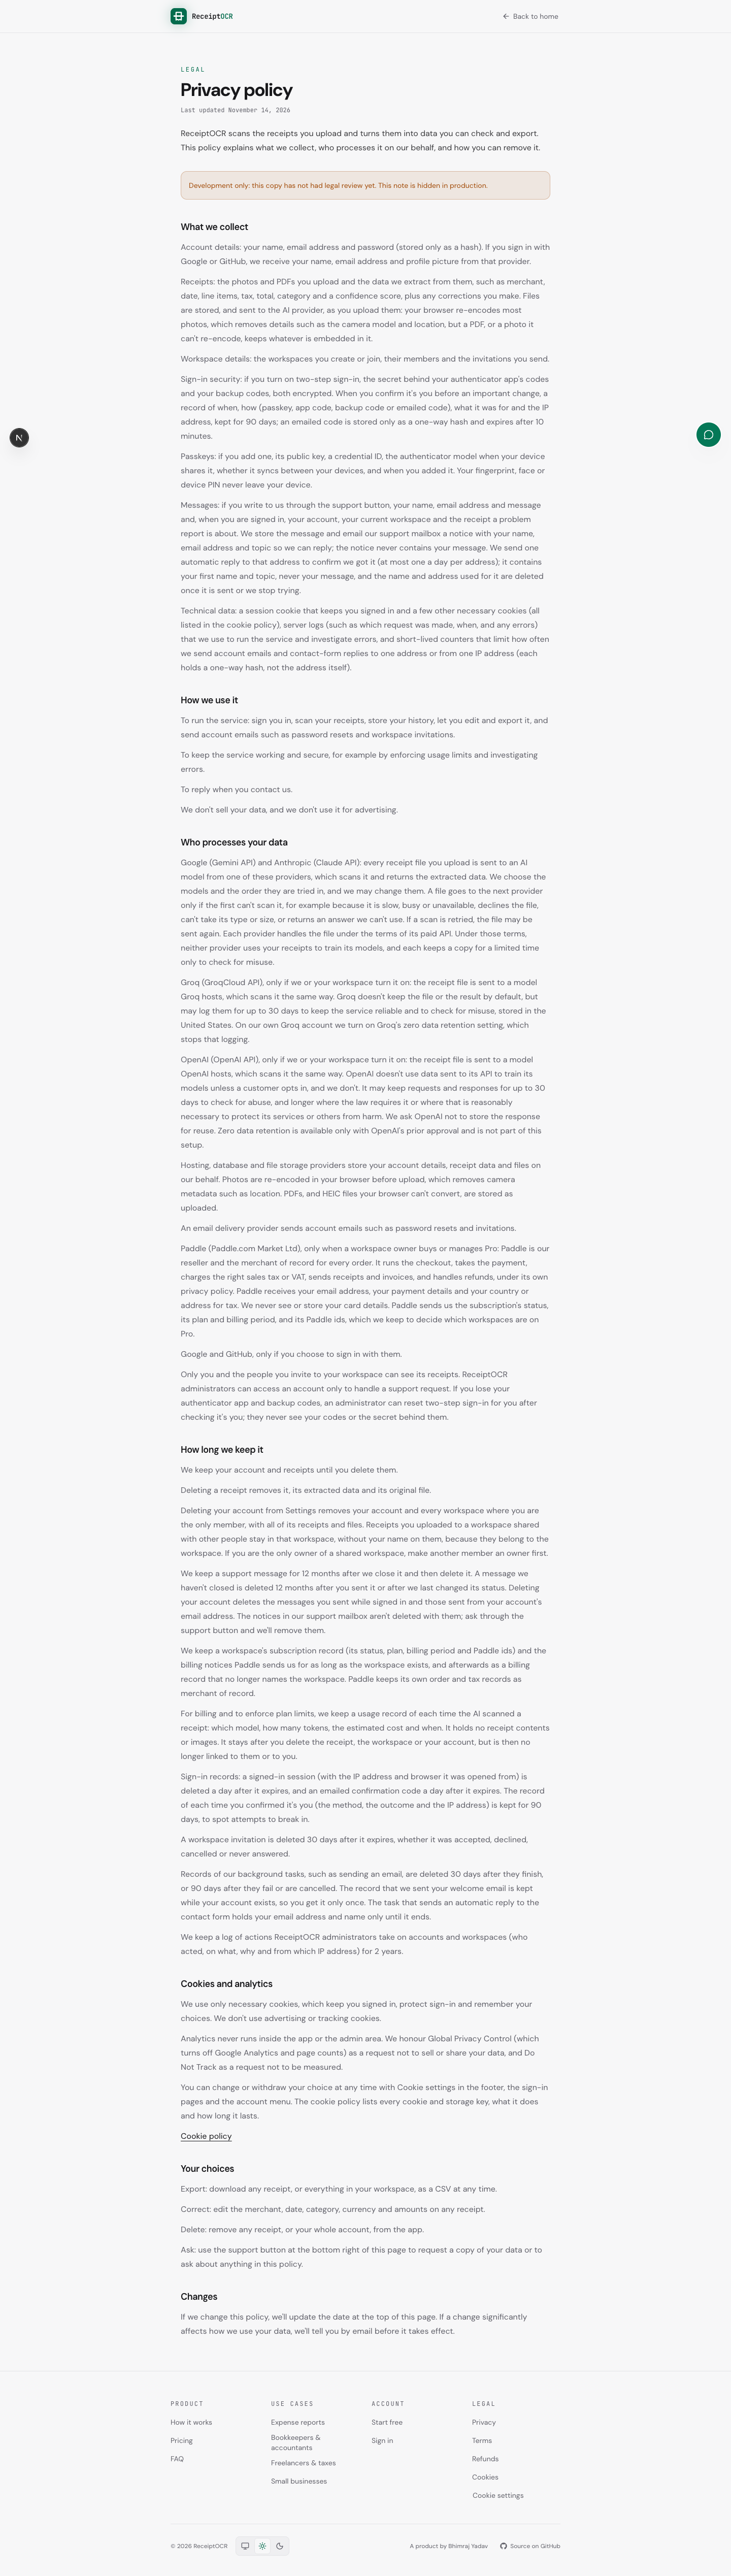 ReceiptOCR
Back to home
LEGAL
Privacy policy
Last updated November 14, 2026
ReceiptOCR scans the receipts you upload and turns them into data you can check and export.
This policy explains what we collect, who processes it on our behalf, and how you can remove it.
Development only: this copy has not had legal review yet. This note is hidden in production.
What we collect
Account details: your name, email address and password (stored only as a hash). If you sign in with
Google or GitHub, we receive your name, email address and profile picture from that provider.
Receipts: the photos and PDFs you upload and the data we extract from them, such as merchant,
date, line items, tax, total, category and a confidence score, plus any corrections you make. Files
are stored, and sent to the AI provider, as you upload them: your browser re-encodes most
photos, which removes details such as the camera model and location, but a PDF, or a photo it
can't re-encode, keeps whatever is embedded in it.
Workspace details: the workspaces you create or join, their members and the invitations you send.
Sign-in security: if you turn on two-step sign-in, the secret behind your authenticator app's codes
and your backup codes, both encrypted. When you confirm it's you before an important change, a
record of when, how (passkey, app code, backup code or emailed code), what it was for and the IP
address, kept for 90 days; an emailed code is stored only as a one-way hash and expires after 10
minutes.
Passkeys: if you add one, its public key, a credential ID, the authenticator model when your device
shares it, whether it syncs between your devices, and when you added it. Your fingerprint, face or
device PIN never leave your device.
Messages: if you write to us through the support button, your name, email address and message
and, when you are signed in, your account, your current workspace and the receipt a problem
report is about. We store the message and email our support mailbox a notice with your name,
email address and topic so we can reply; the notice never contains your message. We send one
automatic reply to that address to confirm we got it (at most one a day per address); it contains
your first name and topic, never your message, and the name and address used for it are deleted
once it is sent or we stop trying.
Technical data: a session cookie that keeps you signed in and a few other necessary cookies (all
listed in the cookie policy), server logs (such as which request was made, when, and any errors)
that we use to run the service and investigate errors, and short-lived counters that limit how often
we send account emails and contact-form replies to one address or from one IP address (each
holds a one-way hash, not the address itself).
How we use it
To run the service: sign you in, scan your receipts, store your history, let you edit and export it, and
send account emails such as password resets and workspace invitations.
To keep the service working and secure, for example by enforcing usage limits and investigating
errors.
To reply when you contact us.
We don't sell your data, and we don't use it for advertising.
Who processes your data
Google (Gemini API) and Anthropic (Claude API): every receipt file you upload is sent to an AI
model from one of these providers, which scans it and returns the extracted data. We choose the
models and the order they are tried in, and we may change them. A file goes to the next provider
only if the first can't scan it, for example because it is slow, busy or unavailable, declines the file,
can't take its type or size, or returns an answer we can't use. If a scan is retried, the file may be
sent again. Each provider handles the file under the terms of its paid API. Under those terms,
neither provider uses your receipts to train its models, and each keeps a copy for a limited time
only to check for misuse.
Groq (GroqCloud API), only if we or your workspace turn it on: the receipt file is sent to a model
Groq hosts, which scans it the same way. Groq doesn't keep the file or the result by default, but
may log them for up to 30 days to keep the service reliable and to check for misuse, stored in the
United States. On our own Groq account we turn on Groq's zero data retention setting, which
stops that logging.
OpenAI (OpenAI API), only if we or your workspace turn it on: the receipt file is sent to a model
OpenAI hosts, which scans it the same way. OpenAI doesn't use data sent to its API to train its
models unless a customer opts in, and we don't. It may keep requests and responses for up to 30
days to check for abuse, and longer where the law requires it or where that is reasonably
necessary to protect its services or others from harm. We ask OpenAI not to store the response
for reuse. Zero data retention is available only with OpenAI's prior approval and is not part of this
setup.
Hosting, database and file storage providers store your account details, receipt data and files on
our behalf. Photos are re-encoded in your browser before upload, which removes camera
metadata such as location. PDFs, and HEIC files your browser can't convert, are stored as
uploaded.
An email delivery provider sends account emails such as password resets and invitations.
Paddle (Paddle.com Market Ltd), only when a workspace owner buys or manages Pro: Paddle is our
reseller and the merchant of record for every order. It runs the checkout, takes the payment,
charges the right sales tax or VAT, sends receipts and invoices, and handles refunds, under its own
privacy policy. Paddle receives your email address, your payment details and your country or
address for tax. We never see or store your card details. Paddle sends us the subscription's status,
its plan and billing period, and its Paddle ids, which we keep to decide which workspaces are on
Pro.
Google and GitHub, only if you choose to sign in with them.
Only you and the people you invite to your workspace can see its receipts. ReceiptOCR
administrators can access an account only to handle a support request. If you lose your
authenticator app and backup codes, an administrator can reset two-step sign-in for you after
checking it's you; they never see your codes or the secret behind them.
How long we keep it
We keep your account and receipts until you delete them.
Deleting a receipt removes it, its extracted data and its original file.
Deleting your account from Settings removes your account and every workspace where you are
the only member, with all of its receipts and files. Receipts you uploaded to a workspace shared
with other people stay in that workspace, without your name on them, because they belong to the
workspace. If you are the only owner of a shared workspace, make another member an owner first.
We keep a support message for 12 months after we close it and then delete it. A message we
haven't closed is deleted 12 months after you sent it or after we last changed its status. Deleting
your account deletes the messages you sent while signed in and those sent from your account's
email address. The notices in our support mailbox aren't deleted with them; ask through the
support button and we'll remove them.
We keep a workspace's subscription record (its status, plan, billing period and Paddle ids) and the
billing notices Paddle sends us for as long as the workspace exists, and afterwards as a billing
record that no longer names the workspace. Paddle keeps its own order and tax records as
merchant of record.
For billing and to enforce plan limits, we keep a usage record of each time the AI scanned a
receipt: which model, how many tokens, the estimated cost and when. It holds no receipt contents
or images. It stays after you delete the receipt, the workspace or your account, but is then no
longer linked to them or to you.
Sign-in records: a signed-in session (with the IP address and browser it was opened from) is
deleted a day after it expires, and an emailed confirmation code a day after it expires. The record
of each time you confirmed it's you (the method, the outcome and the IP address) is kept for 90
days, to spot attempts to break in.
A workspace invitation is deleted 30 days after it expires, whether it was accepted, declined,
cancelled or never answered.
Records of our background tasks, such as sending an email, are deleted 30 days after they finish,
or 90 days after they fail or are cancelled. The record that we sent your welcome email is kept
while your account exists, so you get it only once. The task that sends an automatic reply to the
contact form holds your email address and name only until it ends.
We keep a log of actions ReceiptOCR administrators take on accounts and workspaces (who
acted, on what, why and from which IP address) for 2 years.
Cookies and analytics
We use only necessary cookies, which keep you signed in, protect sign-in and remember your
choices. We don't use advertising or tracking cookies.
Analytics never runs inside the app or the admin area. We honour Global Privacy Control (which
turns off Google Analytics and page counts) as a request not to sell or share your data, and Do
Not Track as a request not to be measured.
You can change or withdraw your choice at any time with Cookie settings in the footer, the sign-in
pages and the account menu. The cookie policy lists every cookie and storage key, what it does
and how long it lasts.
Cookie policy
Your choices
Export: download any receipt, or everything in your workspace, as a CSV at any time.
Correct: edit the merchant, date, category, currency and amounts on any receipt.
Delete: remove any receipt, or your whole account, from the app.
Ask: use the support button at the bottom right of this page to request a copy of your data or to
ask about anything in this policy.
Changes
If we change this policy, we'll update the date at the top of this page. If a change significantly
affects how we use your data, we'll tell you by email before it takes effect.
PRODUCT
How it works
Pricing
FAQ
USE CASES
Expense reports
Bookkeepers &
accountants
Freelancers & taxes
Small businesses
ACCOUNT
Start free
Sign in
LEGAL
Privacy
Terms
Refunds
Cookies
Cookie settings
© 2026 ReceiptOCR
A product by Bhimraj Yadav
Source on GitHub